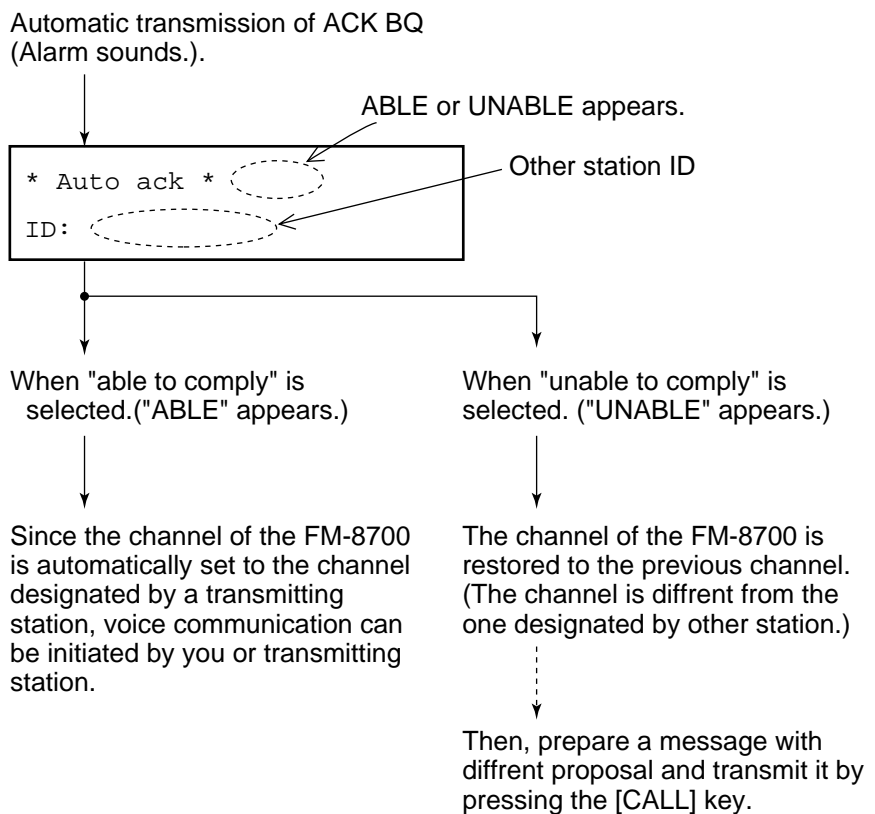 Automatic transmission of ACK BQ
(Alarm sounds.).
ABLE or UNABLE appears.
Other station ID
* Auto ack *
ID:
When "able to comply" is
selected.("ABLE" appears.)
When "unable to comply" is
selected. ("UNABLE" appears.)
Since the channel of the FM-8700
is automatically set to the channel
designated by a transmitting
station, voice communication can
be initiated by you or transmitting
station.
The channel of the FM-8700 is
restored to the previous channel.
(The channel is diffrent from the
one designated by other station.)
Then, prepare a message with
diffrent proposal and transmit it by
pressing the [CALL] key.